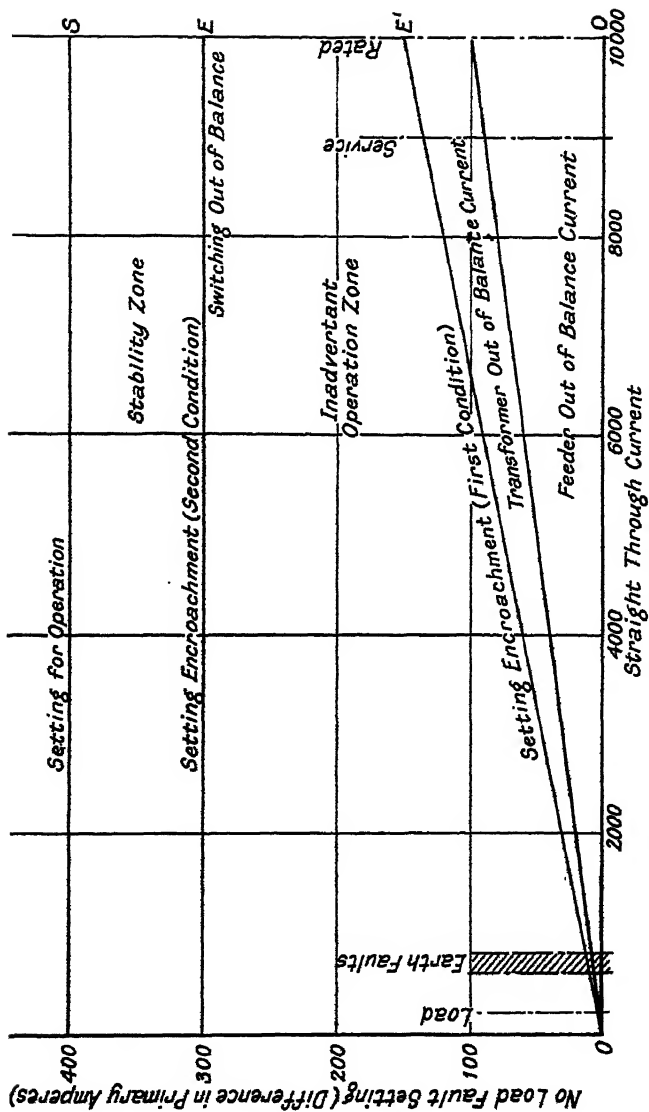 No Load Fault Setting (Difference in Primary Amperes)
400
300
200
100
0
S
E
E'
O
Setting for Operation
Stability Zone
Setting Encroachment (Second Condition)
Switching Out of Balance
Inadvertant
Operation Zone
Rated
Service
Setting Encroachment (First Condition)
Transformer Out of Balance Current
Feeder Out of Balance Current
Earth Faults
Load
2000
4000
6000
8000
10000
Straight Through Current